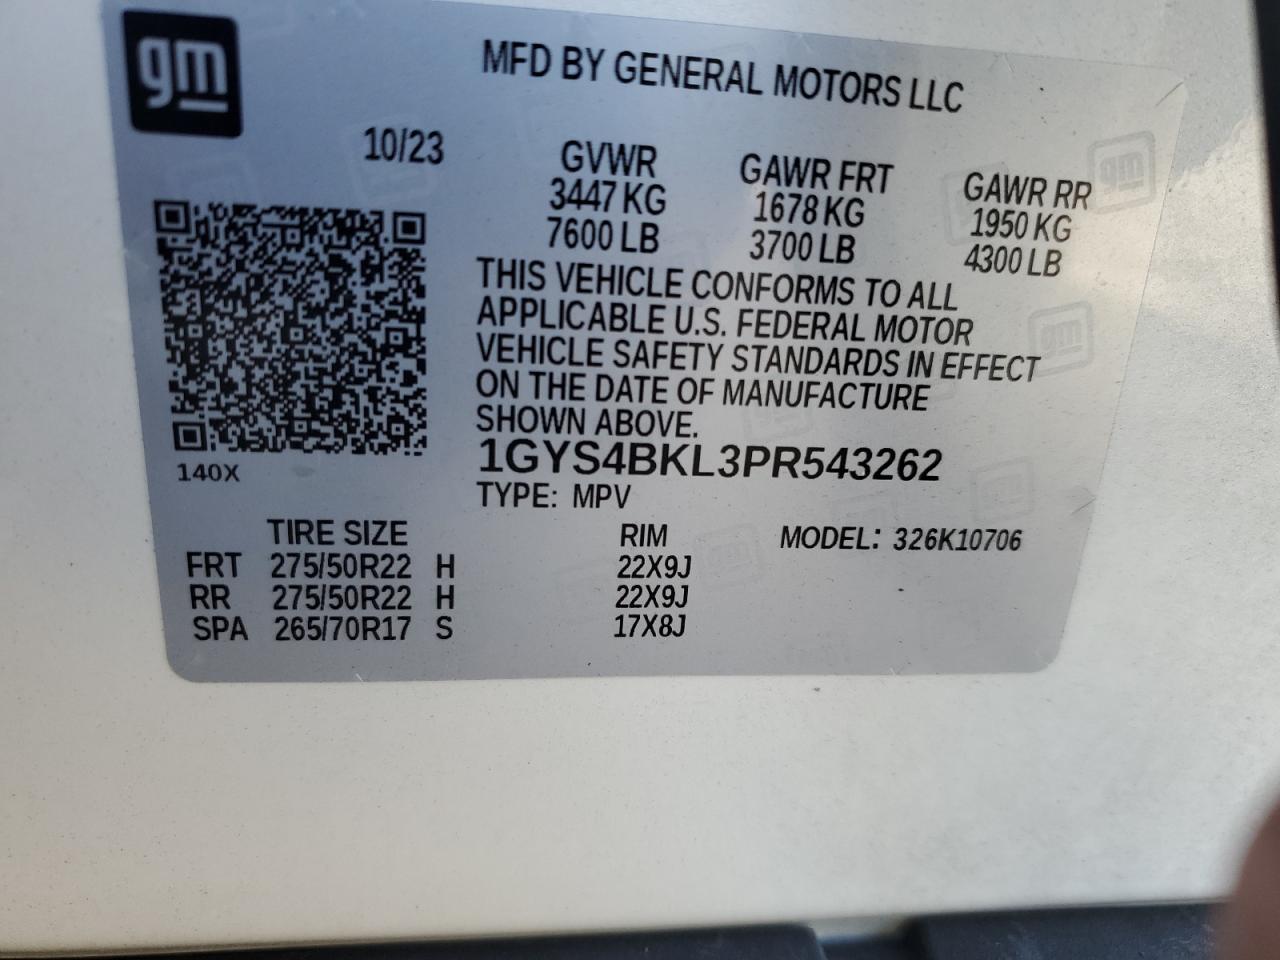 gm
MFD BY GENERAL MOTORS LLC
10/23
GVWR GAWR FRT GAWR RR
3447 KG 1678 KG 1950 KG
7600 LB 3700 LB 4300 LB
THIS VEHICLE CONFORMS TO ALL
APPLICABLE U.S. FEDERAL MOTOR
VEHICLE SAFETY STANDARDS IN EFFECT
ON THE DATE OF MANUFACTURE
SHOWN ABOVE.
1GYS4BKL3PR543262
140X
TYPE: MPV
TIRE SIZE RIM MODEL: 326K10706
FRT 275/50R22 H 22X9J
RR 275/50R22 H 22X9J
SPA 265/70R17 S 17X8J